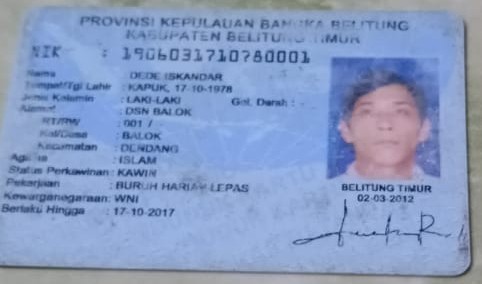 PROVINSI KEPULAUAN BANGKA BELITUNG
KABUPATEN BELITUNG TIMUR
NIK : 1906031710780001
Nama : DEDE ISKANDAR
Tempat/Tgl Lahir : KAPUK, 17-10-1978
Jenis Kelamin : LAKI-LAKI Gol. Darah : -
Alamat : DSN BALOK
RT/RW : 001 / -
Kel/Desa : BALOK
Kecamatan : DENDANG
Agama : ISLAM
Status Perkawinan : KAWIN
Pekerjaan : BURUH HARIAN LEPAS
Kewarganegaraan: WNI
Berlaku Hingga : 17-10-2017
BELITUNG TIMUR
02-03-2012